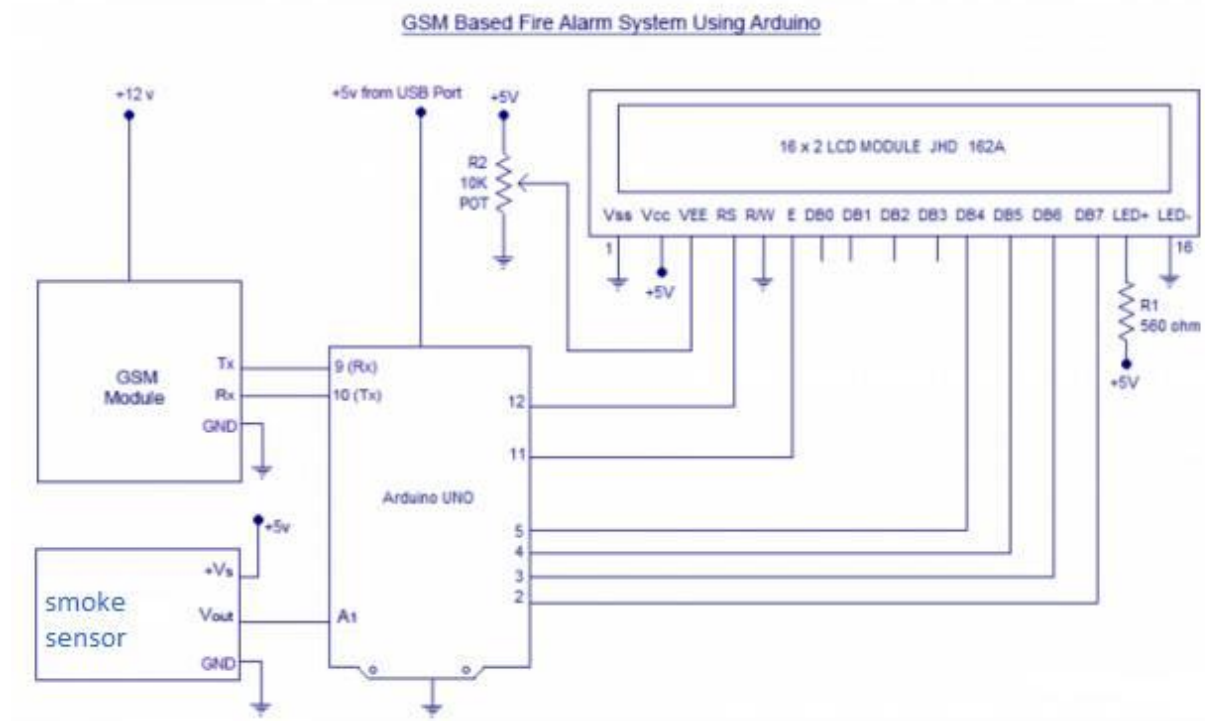 GSM Based Fire Alarm System Using Arduino
+12 v
+5v from USB Port
+5V
R2
10K
POT
16 x 2 LCD MODULE JHD 162A
Vss Vcc VEE RS R/W E DB0 DB1 DB2 DB3 DB4 DB5 DB6 DB7 LED+ LED-
1
16
+5V
R1
560 ohm
+5V
GSM
Module
Tx
Rx
GND
9 (Rx)
10 (Tx)
Arduino UNO
12
11
5
4
3
2
A1
+5v
smoke
sensor
+Vs
Vout
GND